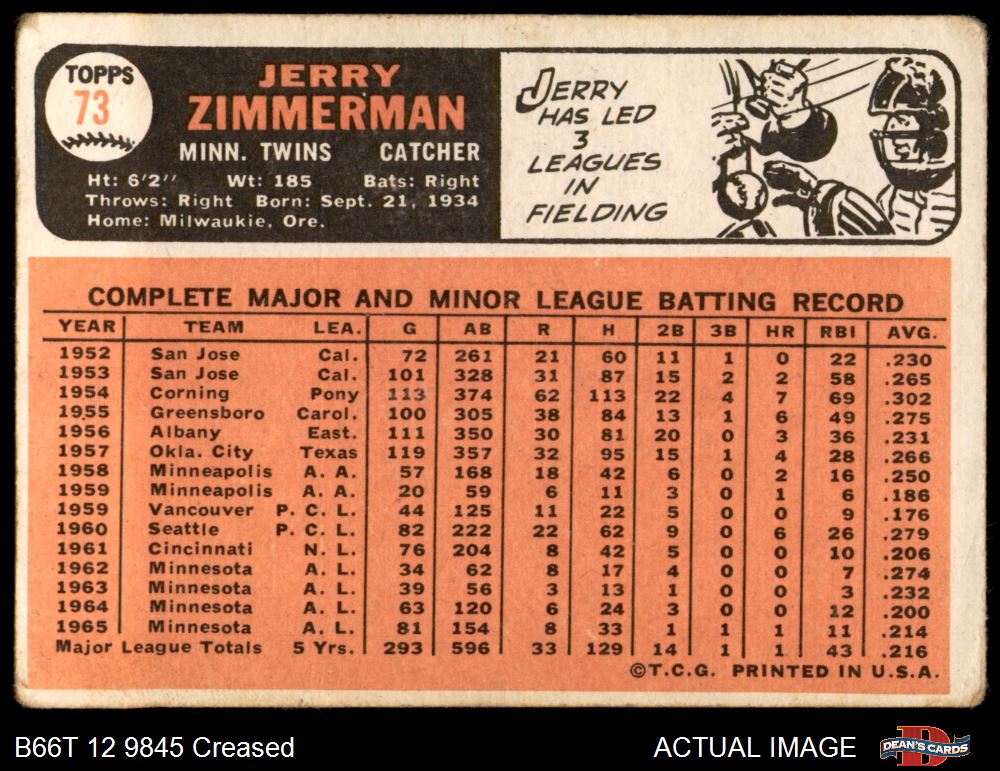 TOPPS
73
JERRY
ZIMMERMAN
MINN. TWINS CATCHER
Ht: 6'2" Wt: 185 Bats: Right
Throws: Right Born: Sept. 21, 1934
Home: Milwaukie, Ore.
JERRY
HAS LED
3
LEAGUES
IN
FIELDING
COMPLETE MAJOR AND MINOR LEAGUE BATTING RECORD
YEAR TEAM LEA. G AB R H 2B 3B HR RBI AVG.
1952 San Jose Cal. 72 261 21 60 11 1 0 22 .230
1953 San Jose Cal. 101 328 31 87 15 2 2 58 .265
1954 Corning Pony 113 374 62 113 22 4 7 69 .302
1955 Greensboro Carol. 100 305 38 84 13 1 6 49 .275
1956 Albany East. 111 350 30 81 20 0 3 36 .231
1957 Okla. City Texas 119 357 32 95 15 1 4 28 .266
1958 Minneapolis A. A. 57 168 18 42 6 0 2 16 .250
1959 Minneapolis A. A. 20 59 6 11 3 0 1 6 .186
1959 Vancouver P. C. L. 44 125 11 22 5 0 0 9 .176
1960 Seattle P. C. L. 82 222 22 62 9 0 6 26 .279
1961 Cincinnati N. L. 76 204 8 42 5 0 0 10 .206
1962 Minnesota A. L. 34 62 8 17 4 0 0 7 .274
1963 Minnesota A. L. 39 56 3 13 1 0 0 3 .232
1964 Minnesota A. L. 63 120 6 24 3 0 0 12 .200
1965 Minnesota A. L. 81 154 8 33 1 1 1 11 .214
Major League Totals 5 Yrs. 293 596 33 129 14 1 1 43 .216
©T.C.G. PRINTED IN U.S.A.
B66T 12 9845 Creased ACTUAL IMAGE
D
DEAN'S CARDS